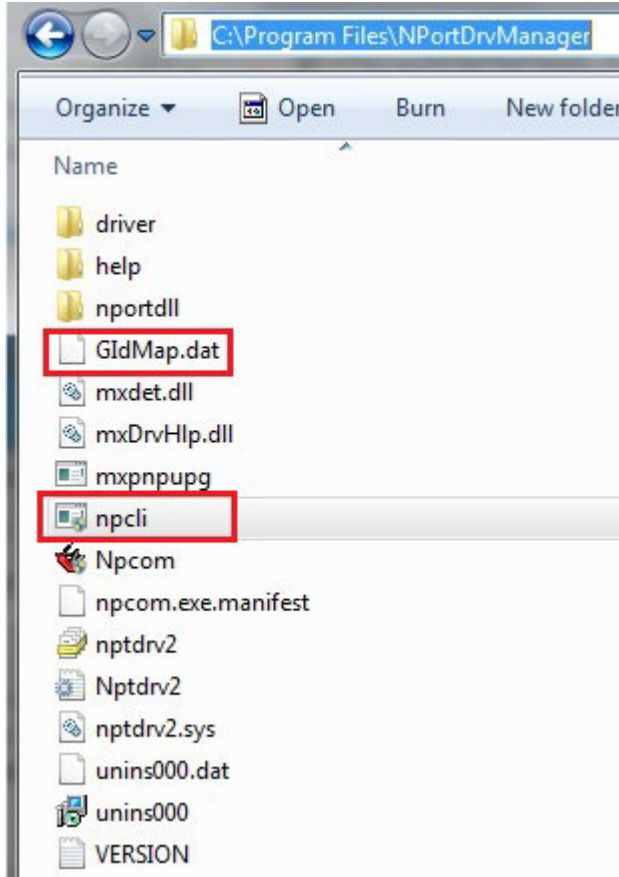 C:\Program Files\NPortDrvManager
Organize Open Burn New folder
Name
driver
help
nportdll
GIdMap.dat
mxdet.dll
mxDrvHlp.dll
mxpnpupg
npcli
Npcom
npcom.exe.manifest
nptdrv2
Nptdrv2
nptdrv2.sys
unins000.dat
unins000
VERSION